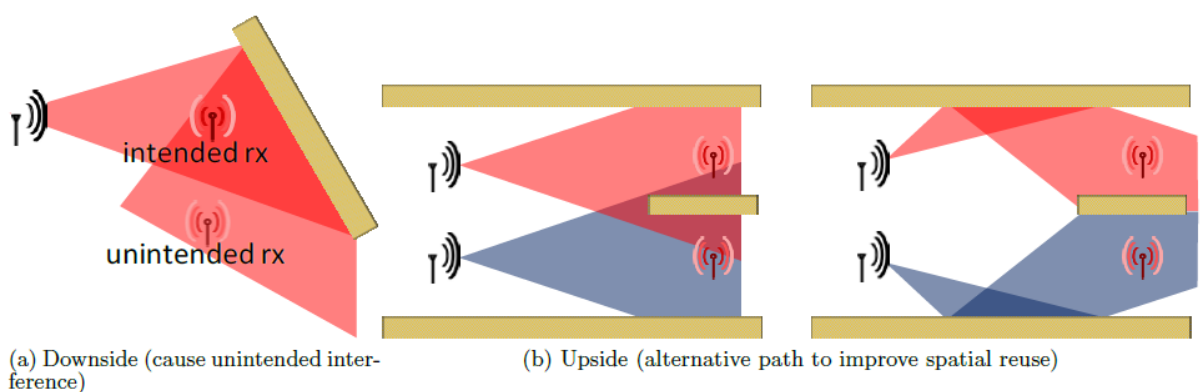 intended rx
unintended rx
(a) Downside (cause unintended inter-
ference)
(b) Upside (alternative path to improve spatial reuse)